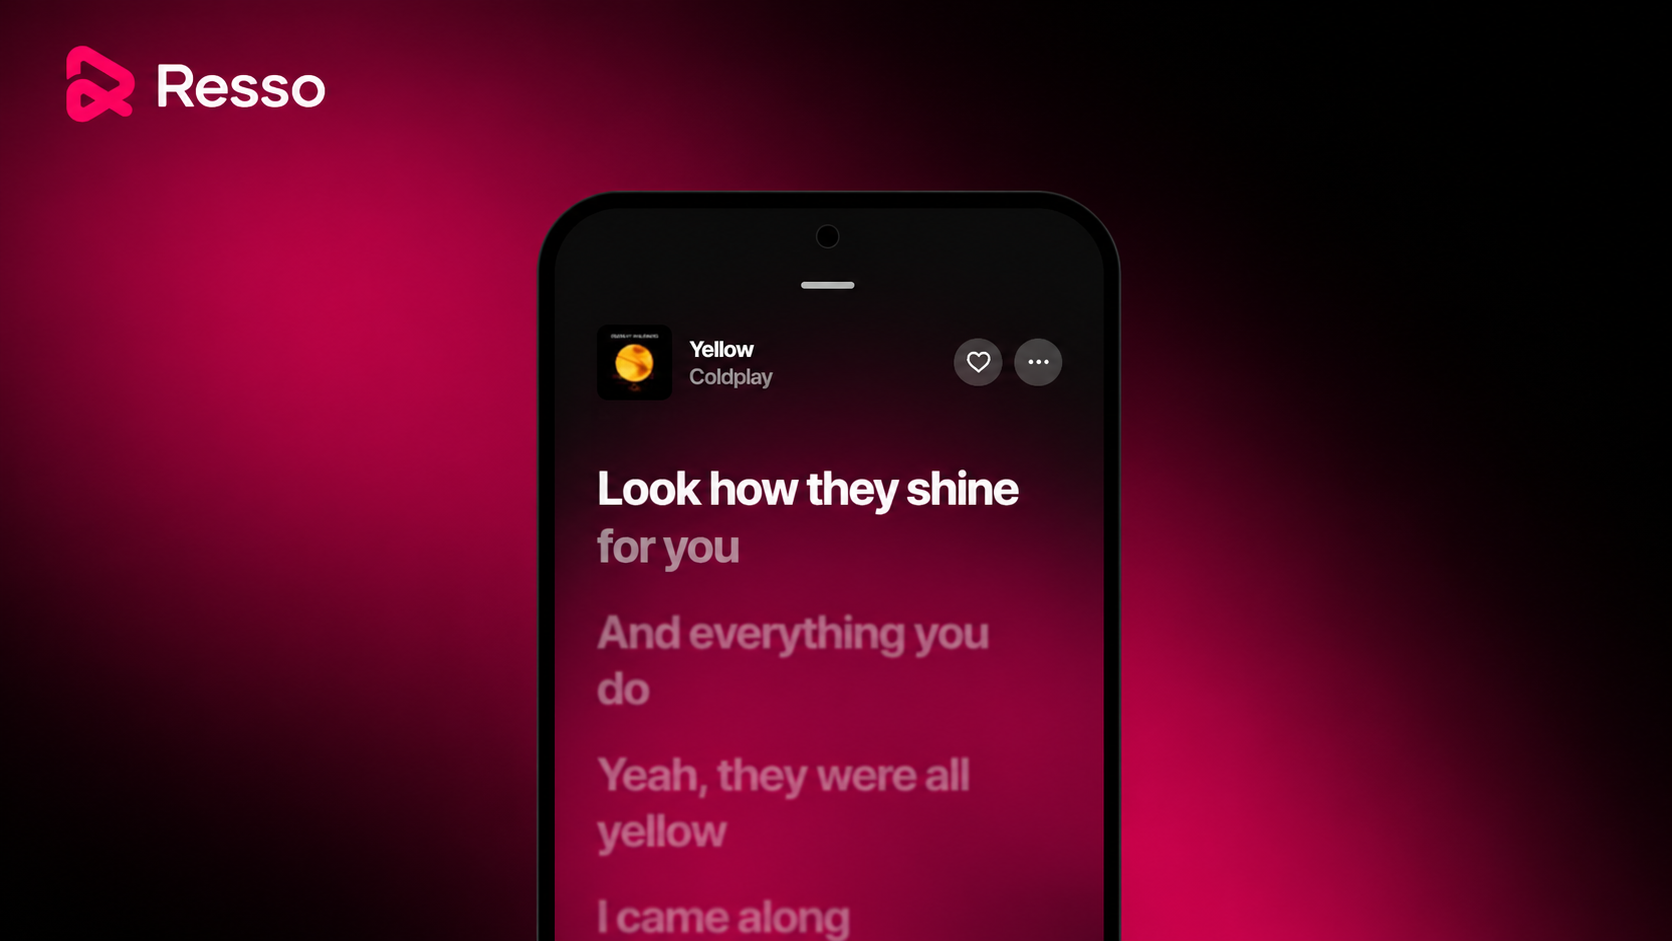 Resso
Yellow
Coldplay
Look how they shine
for you
And everything you
do
Yeah, they were all
yellow
I came along